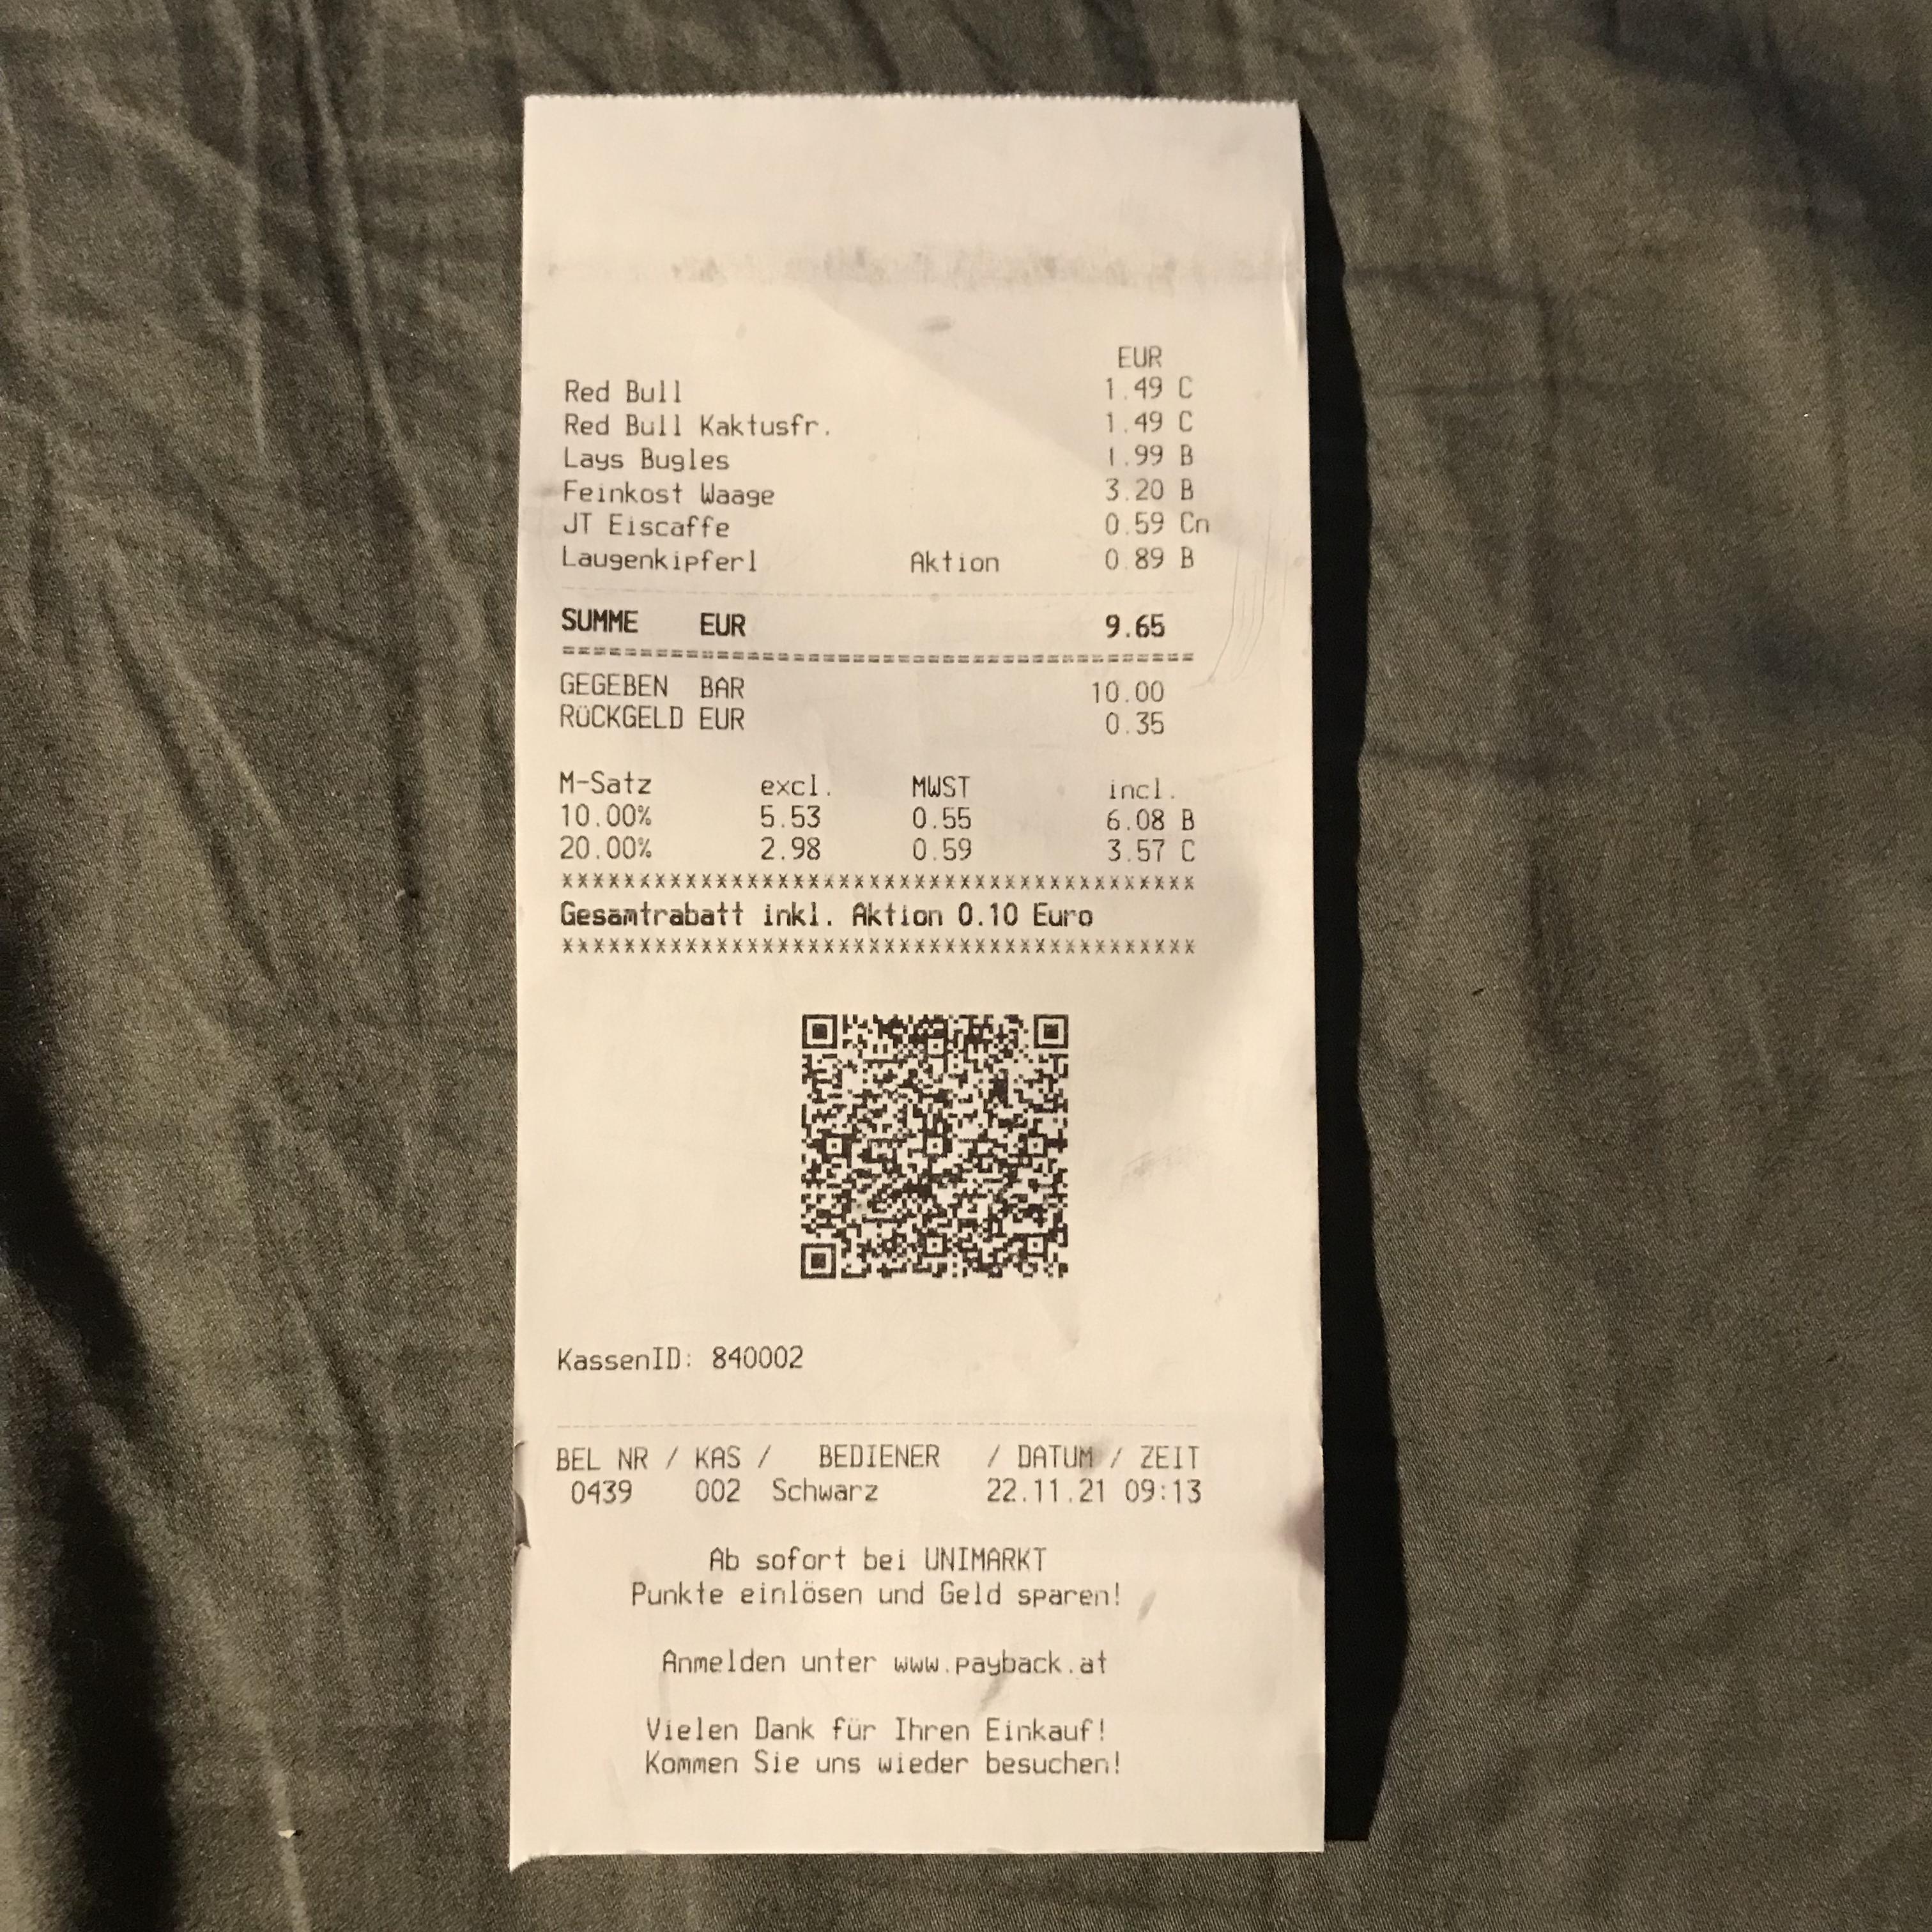 EUR
Red Bull 1.49 C
Red Bull Kaktusfr. 1.49 C
Lays Bugles 1.99 B
Feinkost Waage 3.20 B
JT Eiscaffe 0.59 Cn
Laugenkipferl Aktion 0.89 B
SUMME EUR 9.65
=========================================
GEGEBEN BAR 10.00
RÜCKGELD EUR 0.35
M-Satz excl. MWST incl.
10.00% 5.53 0.55 6.08 B
20.00% 2.98 0.59 3.57 C
******************************************
Gesamtrabatt inkl. Aktion 0.10 Euro
******************************************
KassenID: 840002
BEL NR / KAS / BEDIENER / DATUM / ZEIT
0439 002 Schwarz 22.11.21 09:13
Ab sofort bei UNIMARKT
Punkte einlösen und Geld sparen!
Anmelden unter www.payback.at
Vielen Dank für Ihren Einkauf!
Kommen Sie uns wieder besuchen!